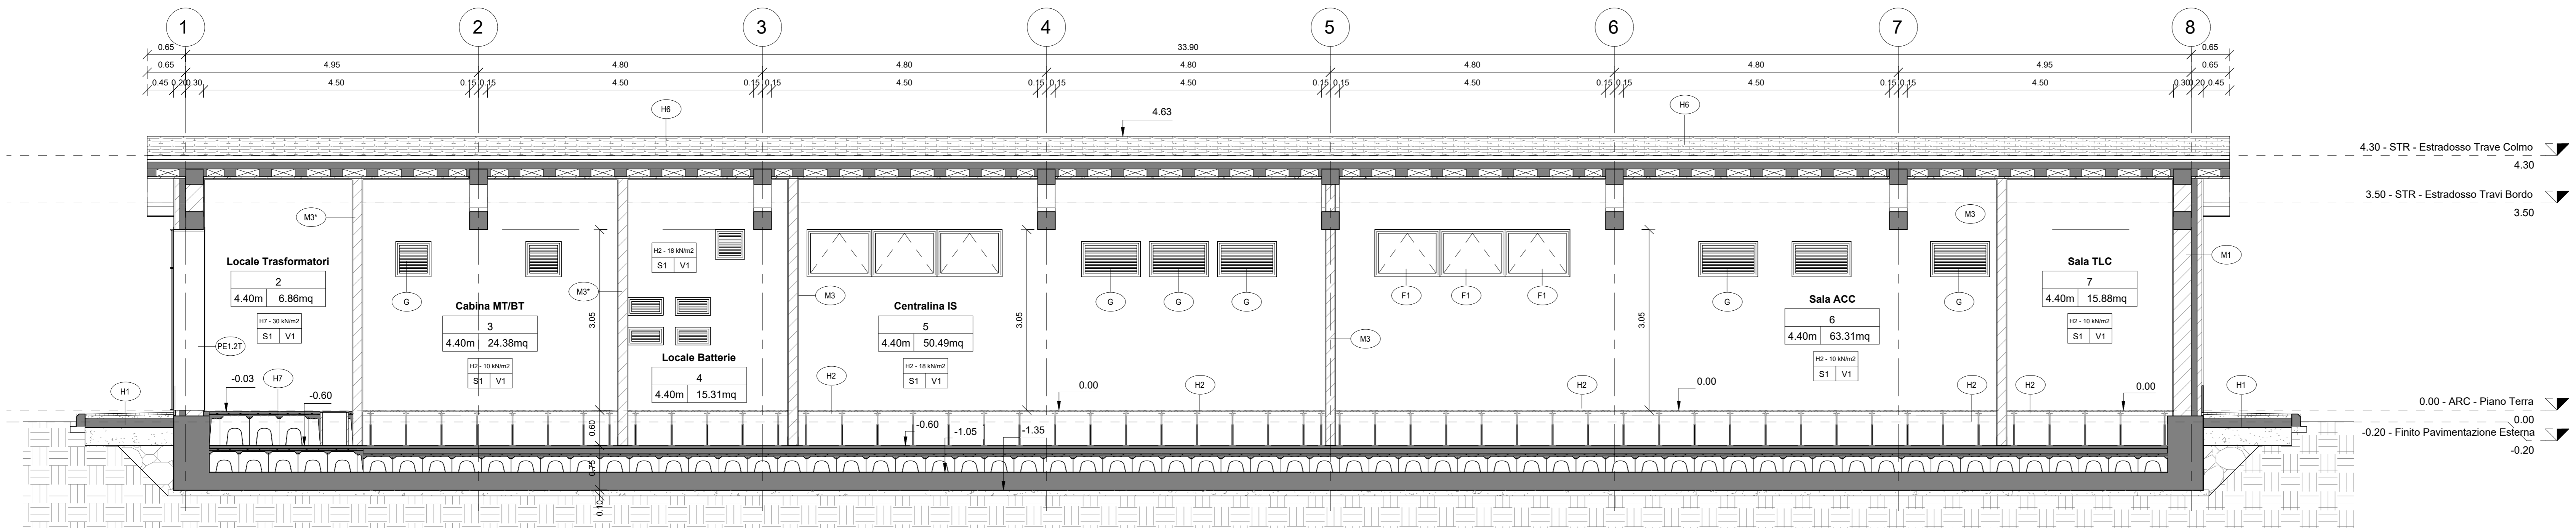 1 2 3 4 5 6 7 8
0.65 33.90 0.65
0.65 4.95 4.80 4.80 4.80 4.80 4.80 4.95 0.65
0.45 0.20 0.30 4.50 0.15 0.15 4.50 0.15 0.15 4.50 0.15 0.15 4.50 0.15 0.15 4.50 0.15 0.15 4.50 0.15 0.15 4.50 0.30 0.20 0.45
H6 H6
4.63
4.30 - STR - Estradosso Trave Colmo
4.30
3.50 - STR - Estradosso Travi Bordo
3.50
M3* M3
M1
Locale Trasformatori
2
4.40m 6.86mq
H7 - 30 kN/m2
S1 V1
PE1.2T
G
Cabina MT/BT
3
4.40m 24.38mq
H2 - 10 kN/m2
S1 V1
M3*
3.05
H2 - 18 kN/m2
S1 V1
Locale Batterie
4
4.40m 15.31mq
M3
Centralina IS
5
4.40m 50.49mq
H2 - 18 kN/m2
S1 V1
3.05
G G G
M3
F1 F1 F1
3.05
G G
Sala ACC
6
4.40m 63.31mq
H2 - 10 kN/m2
S1 V1
Sala TLC
7
4.40m 15.88mq
H2 - 10 kN/m2
S1 V1
H1 -0.03 H7 -0.60
H2 0.00 H2 H2 0.00 H2 H2 0.00 H1
0.60 -0.60 -1.05 -1.35
0.75
0.10
0.00 - ARC - Piano Terra
0.00
-0.20 - Finito Pavimentazione Esterna
-0.20